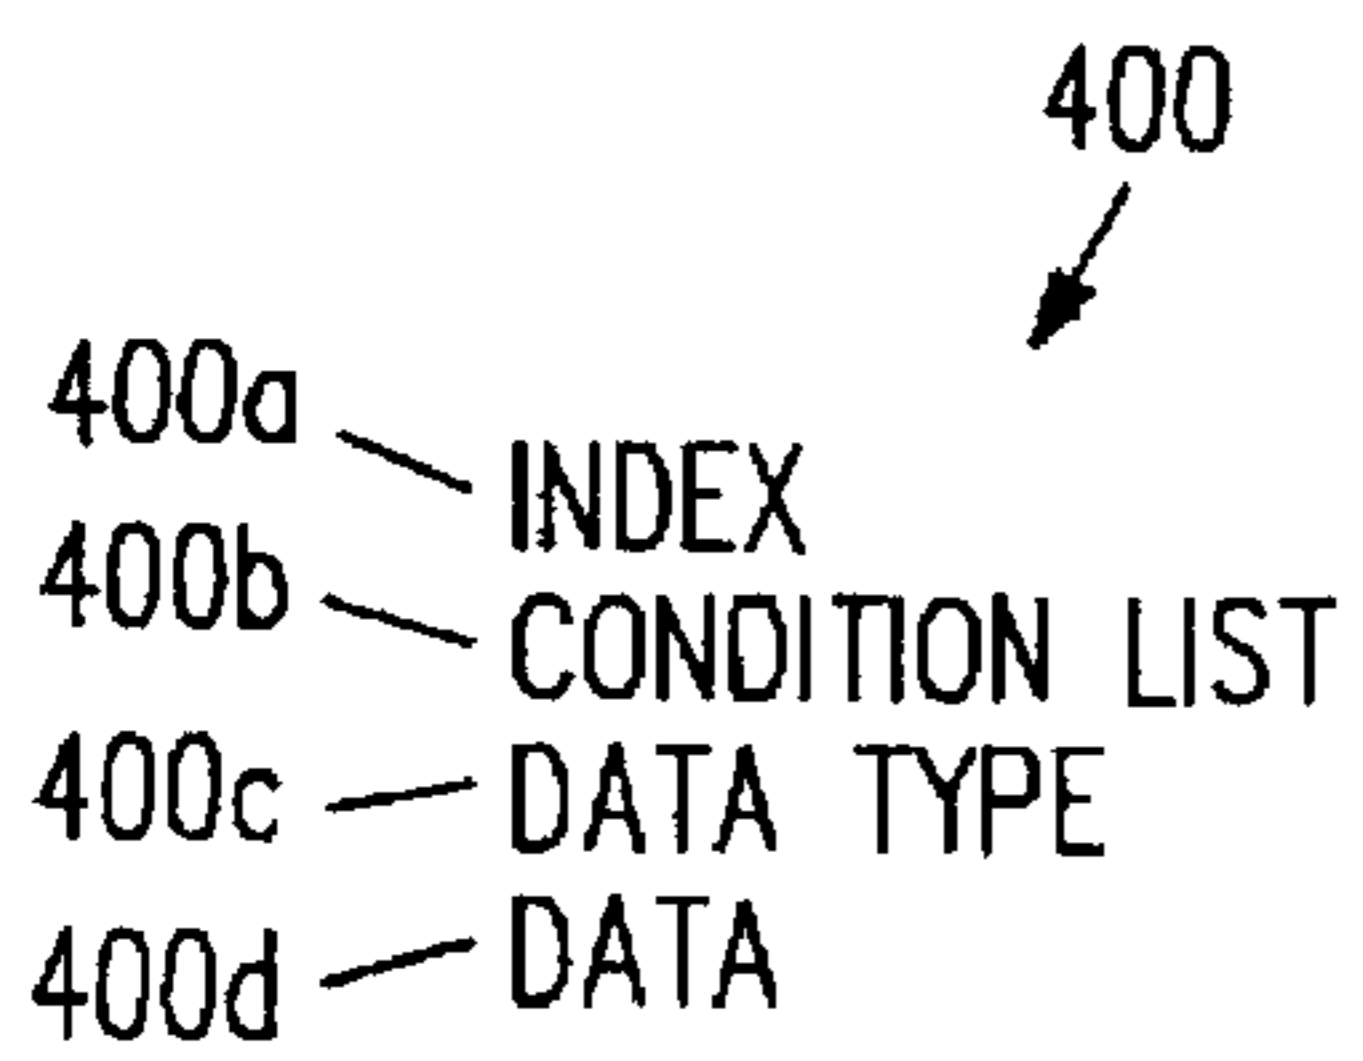 400
400a INDEX
400b CONDITION LIST
400c DATA TYPE
400d DATA